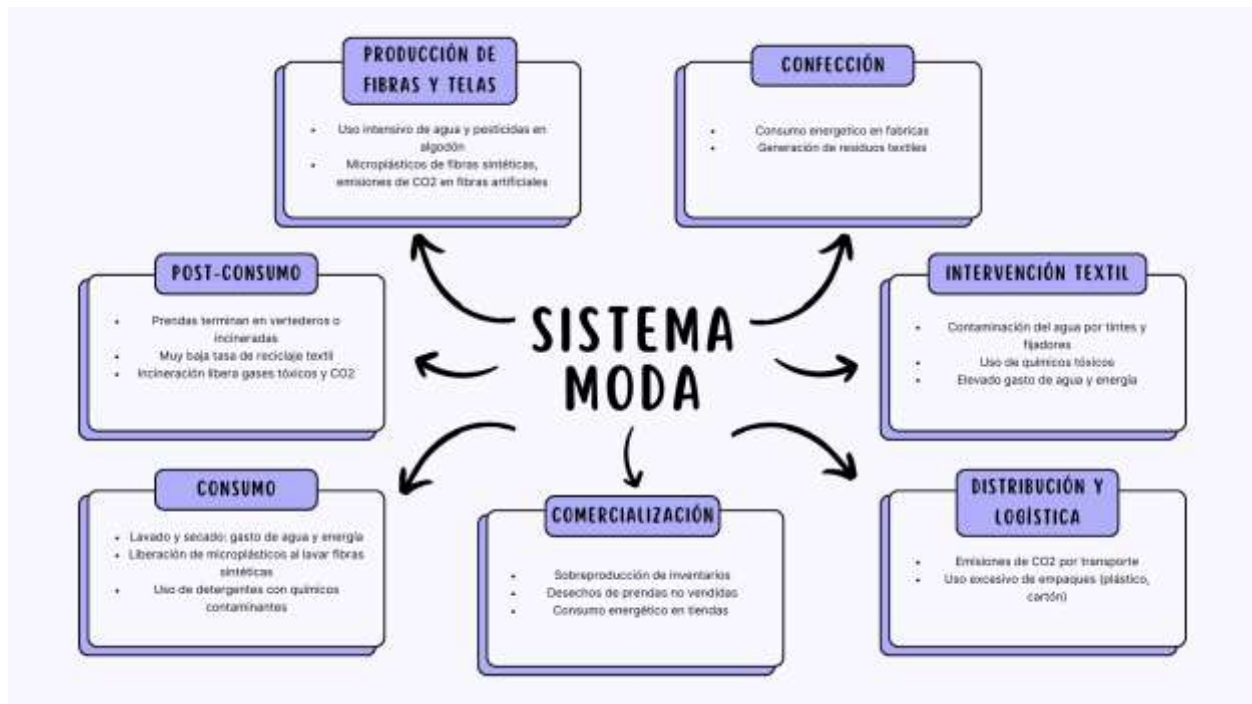 PRODUCCIÓN DE
FIBRAS Y TELAS
• Uso intensivo de agua y pesticidas en
algodón
• Microplásticos de fibras sintéticas,
emisiones de CO2 en fibras artificiales
CONFECCIÓN
• Consumo energetico en fabricas
• Generación de residuos textiles
POST-CONSUMO
• Prendas terminan en vertederos o
incineradas
• Muy baja tasa de reciclaje textil
• Incineración libera gases tóxicos y CO2
SISTEMA
MODA
INTERVENCIÓN TEXTIL
• Contaminación del agua por tintes y
fijadores
• Uso de químicos tóxicos
• Elevado gasto de agua y energía
CONSUMO
• Lavado y secado: gasto de agua y energía
• Liberación de microplásticos al lavar fibras
sintéticas
• Uso de detergentes con químicos
contaminantes
COMERCIALIZACIÓN
• Sobreproducción de inventarios
• Desechos de prendas no vendidas
• Consumo energético en tiendas
DISTRIBUCIÓN Y
LOGÍSTICA
• Emisiones de CO2 por transporte
• Uso excesivo de empaques (plástico,
cartón)